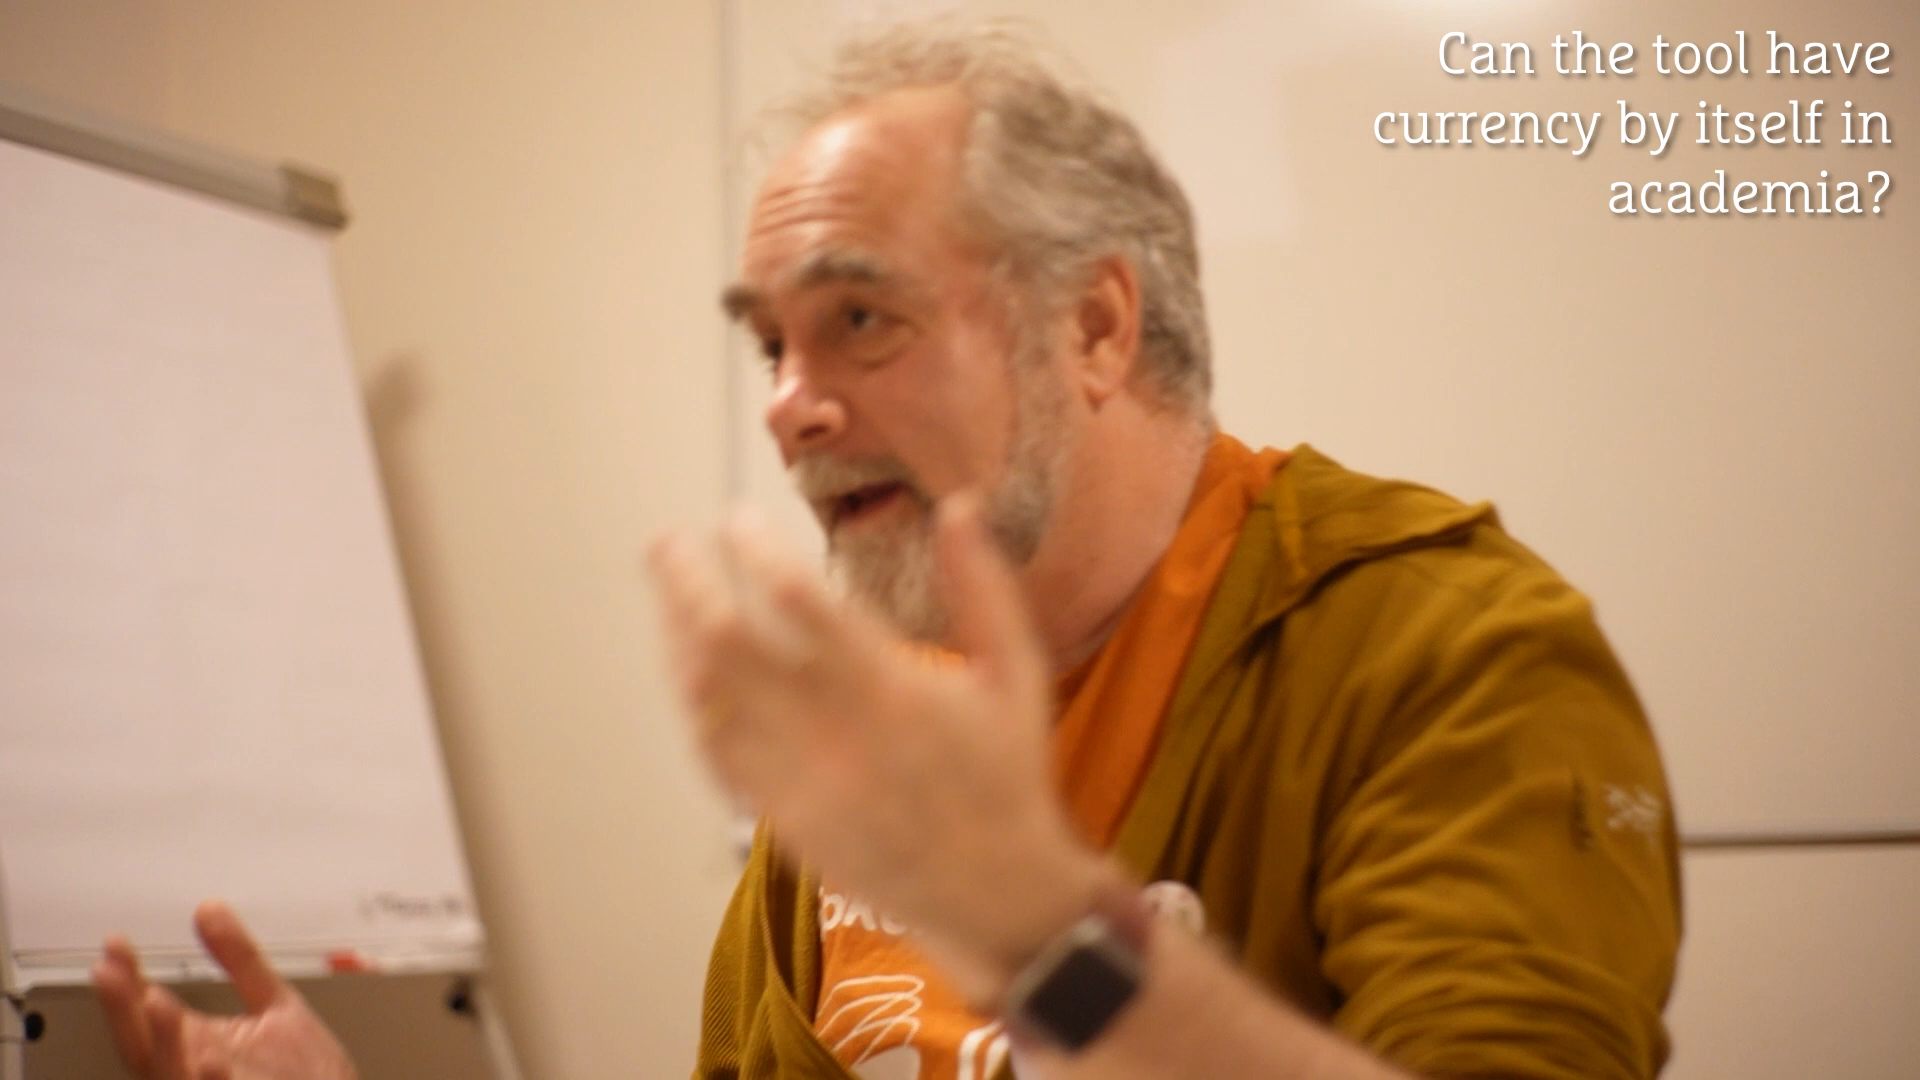 Can the tool have
currency by itself in
academia?